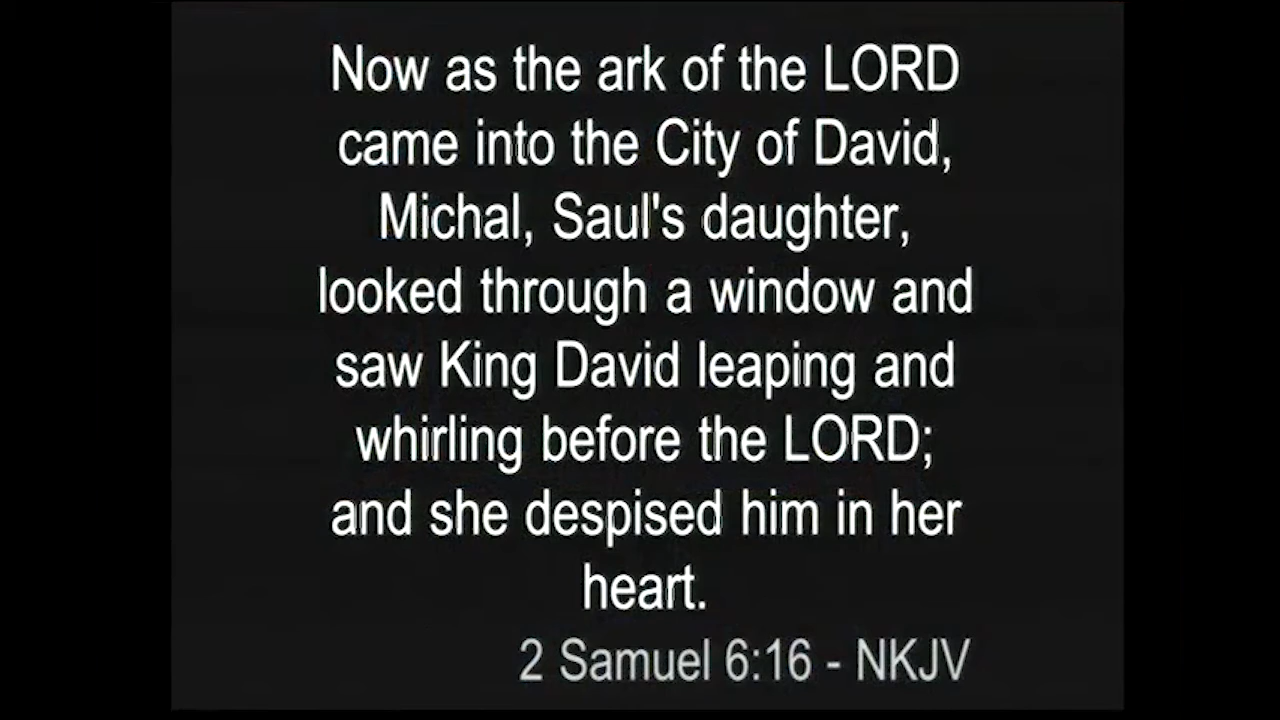 Now as the ark of the LORD
came into the City of David,
Michal, Saul's daughter,
looked through a window and
saw King David leaping and
whirling before the LORD;
and she despised him in her
heart.
2 Samuel 6:16 - NKJV